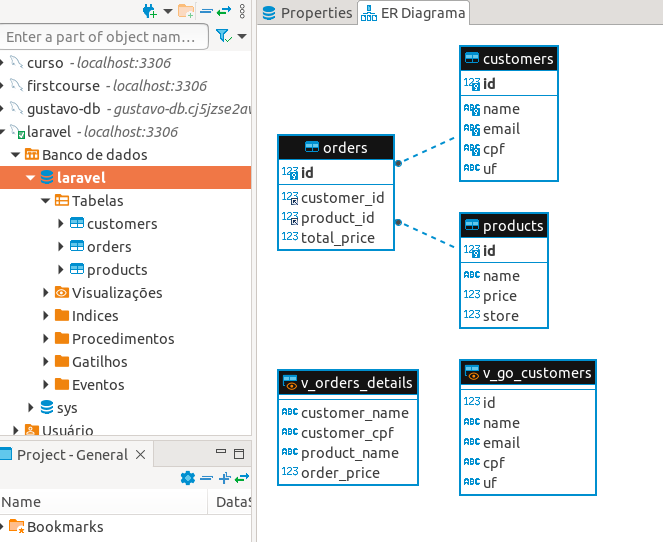 Enter a part of object nam…
curso - localhost:3306
firstcourse - localhost:3306
gustavo-db - gustavo-db.cj5jzse2av
laravel - localhost:3306
Banco de dados
laravel
Tabelas
customers
orders
products
Visualizações
Indices
Procedimentos
Gatilhos
Eventos
sys
Usuário
Project - General
Name DataS
Bookmarks
Properties ER Diagrama
customers
123 id
ABC name
ABC email
ABC cpf
ABC uf
orders
123 id
123 customer_id
123 product_id
123 total_price
products
123 id
ABC name
123 price
123 store
v_orders_details
ABC customer_name
ABC customer_cpf
ABC product_name
123 order_price
v_go_customers
123 id
ABC name
ABC email
ABC cpf
ABC uf